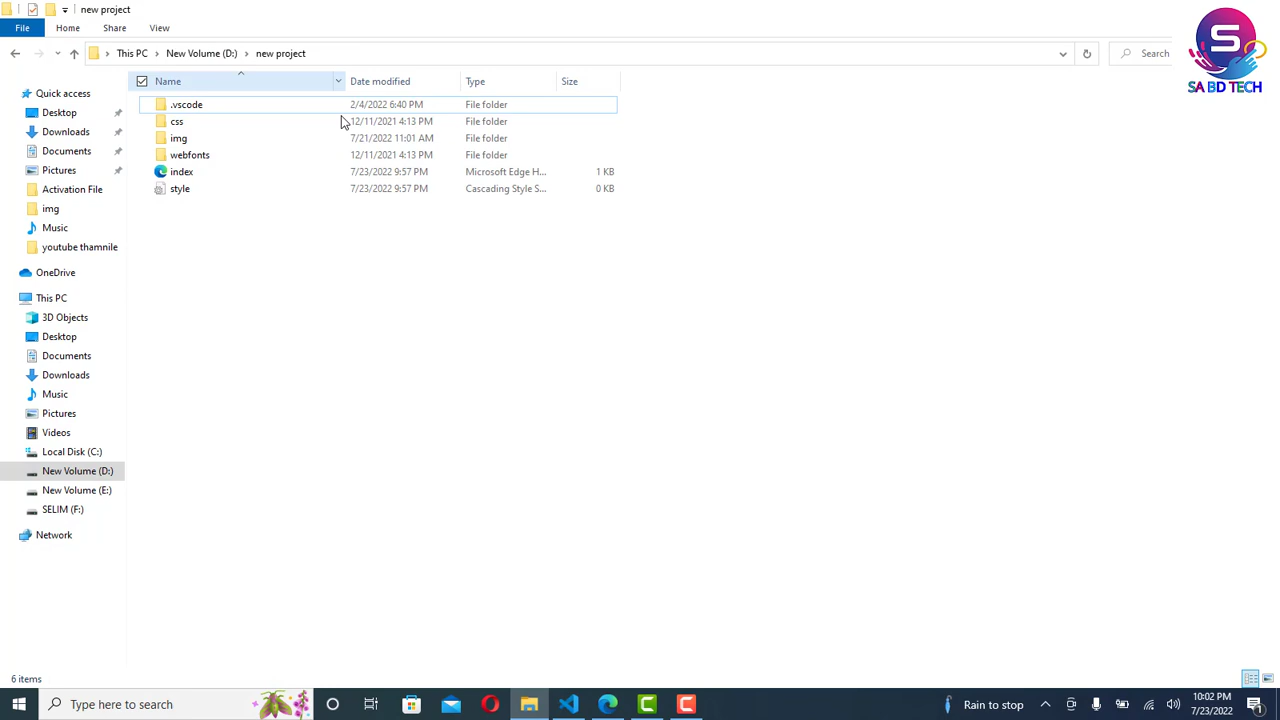 new project
File Home Share View
This PC New Volume (D:) new project Search
S
SA BD TECH
Name Date modified Type Size
.vscode 2/4/2022 6:40 PM File folder
css 12/11/2021 4:13 PM File folder
img 7/21/2022 11:01 AM File folder
webfonts 12/11/2021 4:13 PM File folder
index 7/23/2022 9:57 PM Microsoft Edge H... 1 KB
style 7/23/2022 9:57 PM Cascading Style S... 0 KB
Quick access
Desktop
Downloads
Documents
Pictures
Activation File
img
Music
youtube thamnile
OneDrive
This PC
3D Objects
Desktop
Documents
Downloads
Music
Pictures
Videos
Local Disk (C:)
New Volume (D:)
New Volume (E:)
SELIM (F:)
Network
6 items
Type here to search
Rain to stop
10:02 PM
7/23/2022
1